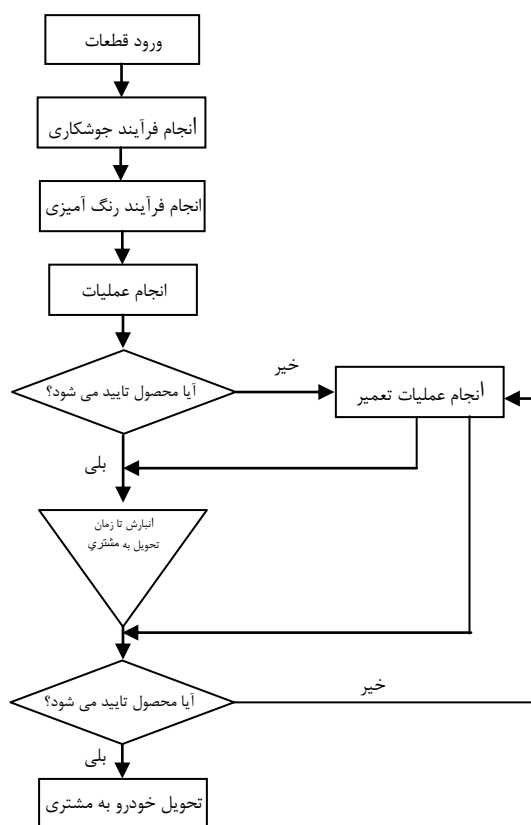 ورود قطعات
انجام فرآیند جوشکاری
انجام فرآیند رنگ آمیزی
انجام عملیات
آیا محصول تایید می شود؟
خیر
انجام عملیات تعمیر
بلی
انبارش تا زمان
تحویل به مشتري
آیا محصول تایید می شود؟
خیر
بلی
تحویل خودرو به مشتری